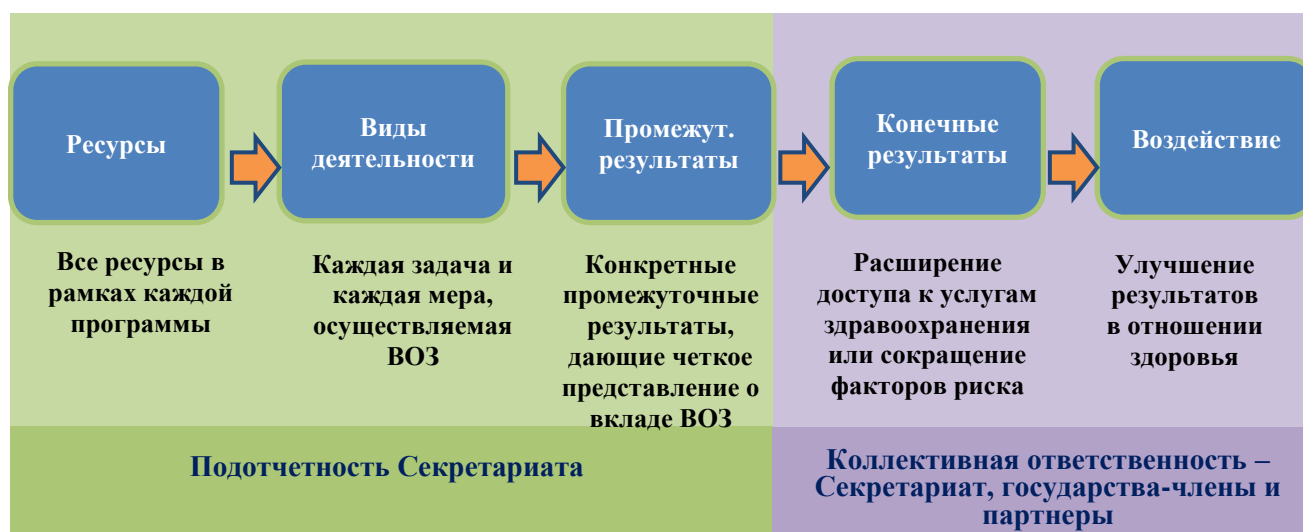 Ресурсы
Виды
деятельности
Промежут.
результаты
Конечные
результаты
Воздействие
Все ресурсы в
рамках каждой
программы
Каждая задача и
каждая мера,
осуществляемая
ВОЗ
Конкретные
промежуточные
результаты,
дающие четкое
представление о
вкладе ВОЗ
Расширение
доступа к услугам
здравоохранения
или сокращение
факторов риска
Улучшение
результатов
в отношении
здоровья
Подотчетность Секретариата
Коллективная ответственность –
Секретариат, государства-члены и
партнеры